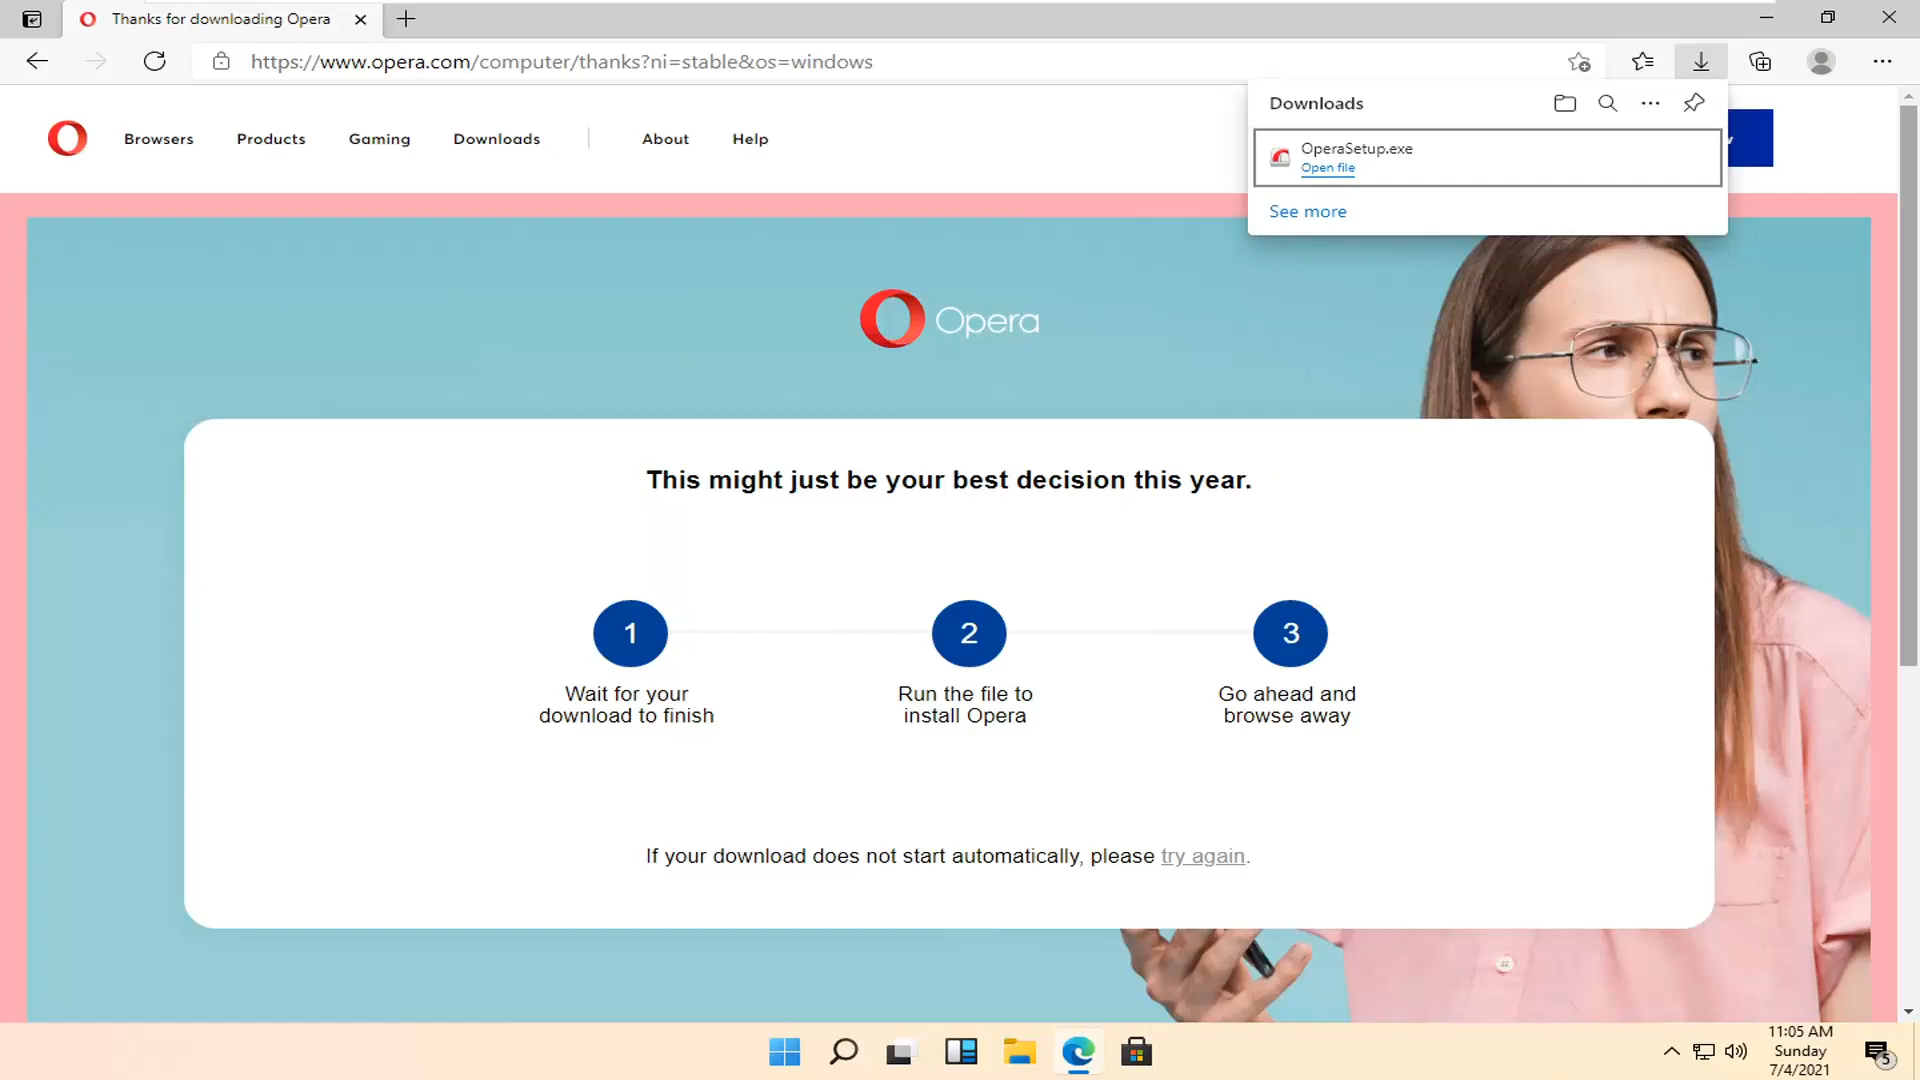 Thanks for downloading Opera
https://www.opera.com/computer/thanks?ni=stable&os=windows
Downloads
OperaSetup.exe
Open file
See more
Browsers Products Gaming Downloads About Help
Opera
This might just be your best decision this year.
1 2 3
Wait for your download to finish
Run the file to install Opera
Go ahead and browse away
If your download does not start automatically, please try again.
11:05 AM
Sunday
7/4/2021
5